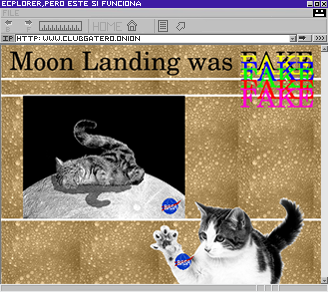 ECPLORER,PERO ESTE SI FUNCIONA
FILE
HOME
IP HTTP: WWW.CLUBGATERO.ONION
Moon Landing was FAKE
FAKE
FAKE
NASA
NASA